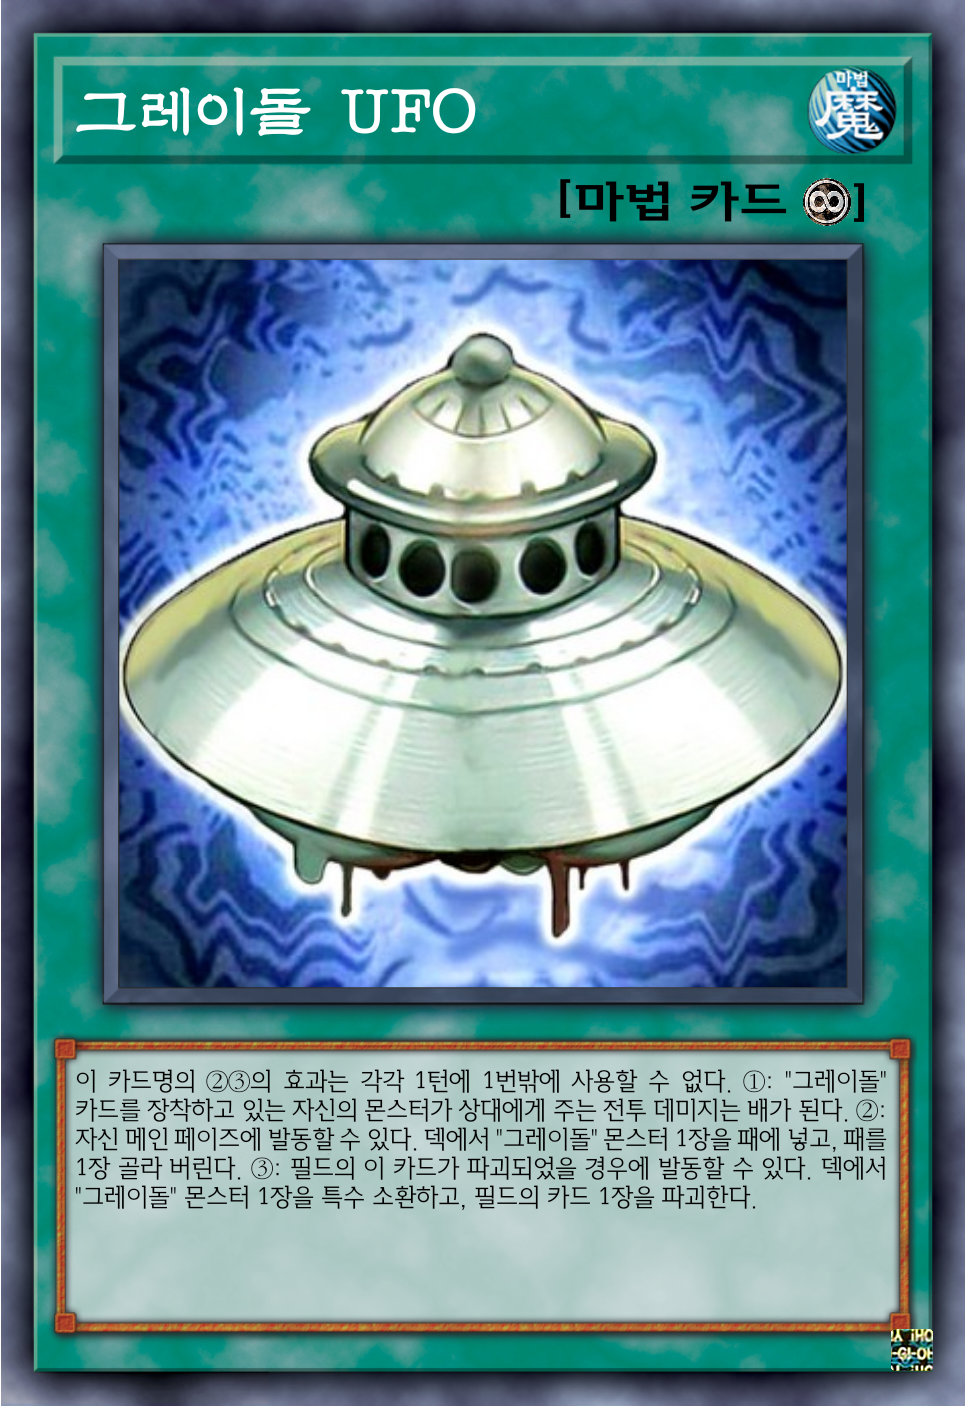 그레이돌 UFO
마법
魔
[마법 카드 ♾]
이 카드명의 ②③의 효과는 각각 1턴에 1번밖에 사용할 수 없다. ①: "그레이돌"
카드를 장착하고 있는 자신의 몬스터가 상대에게 주는 전투 데미지는 배가 된다. ②:
자신 메인 페이즈에 발동할 수 있다. 덱에서 "그레이돌" 몬스터 1장을 패에 넣고, 패를
1장 골라 버린다. ③: 필드의 이 카드가 파괴되었을 경우에 발동할 수 있다. 덱에서
"그레이돌" 몬스터 1장을 특수 소환하고, 필드의 카드 1장을 파괴한다.